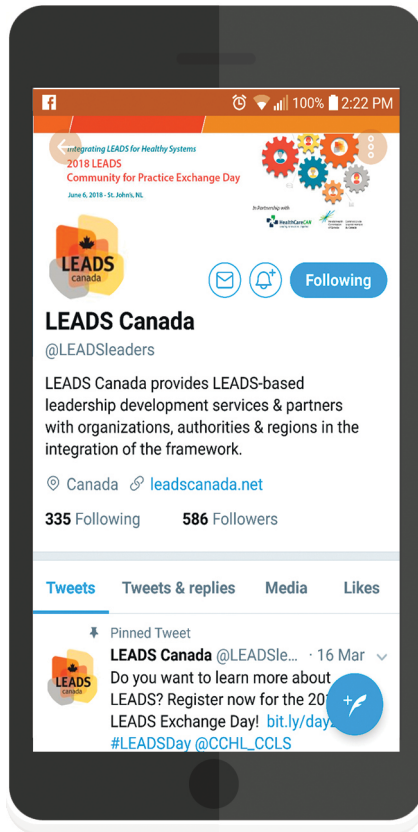 100% 2:22 PM
Integrating LEADS for Healthy Systems
2018 LEADS
Community for Practice Exchange Day
June 6, 2018 - St. John's, NL
In Partnership with
HealthCareCAN
LEADS
canada
Following
LEADS Canada
@LEADSleaders
LEADS Canada provides LEADS-based
leadership development services & partners
with organizations, authorities & regions in the
integration of the framework.
Canada leadscanada.net
335 Following 586 Followers
Tweets Tweets & replies Media Likes
Pinned Tweet
LEADS Canada @LEADSle... · 16 Mar
LEADS
canada
Do you want to learn more about
LEADS? Register now for the 201
LEADS Exchange Day! bit.ly/day
#LEADSDay @CCHL_CCLS